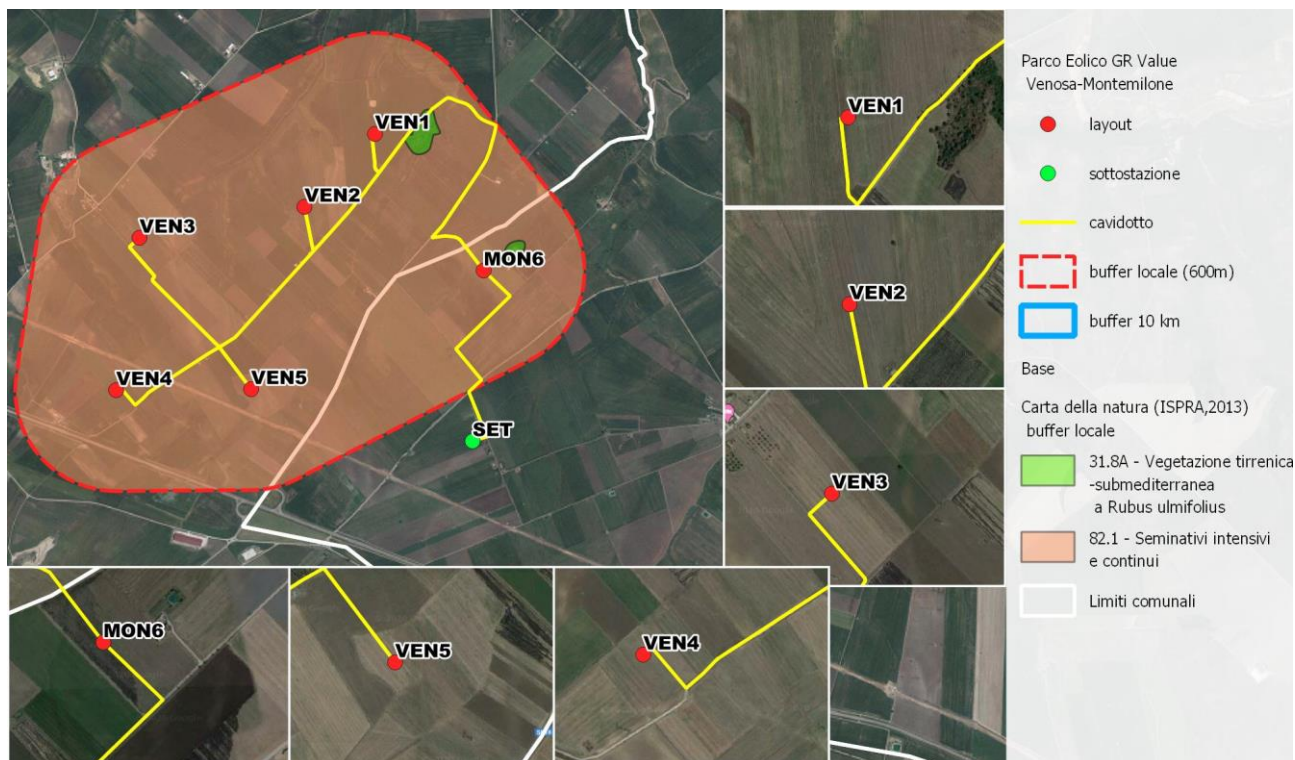 VEN1
VEN2
VEN3
MON6
VEN4
VEN5
SET
VEN1
VEN2
VEN3
MON6
VEN5
VEN4
Parco Eolico GR Value
Venosa-Montemilone
layout
sottostazione
cavidotto
buffer locale (600m)
buffer 10 km
Base
Carta della natura (ISPRA,2013)
buffer locale
31.8A - Vegetazione tirrenica
-submediterranea
a Rubus ulmifolius
82.1 - Seminativi intensivi
e continui
Limiti comunali